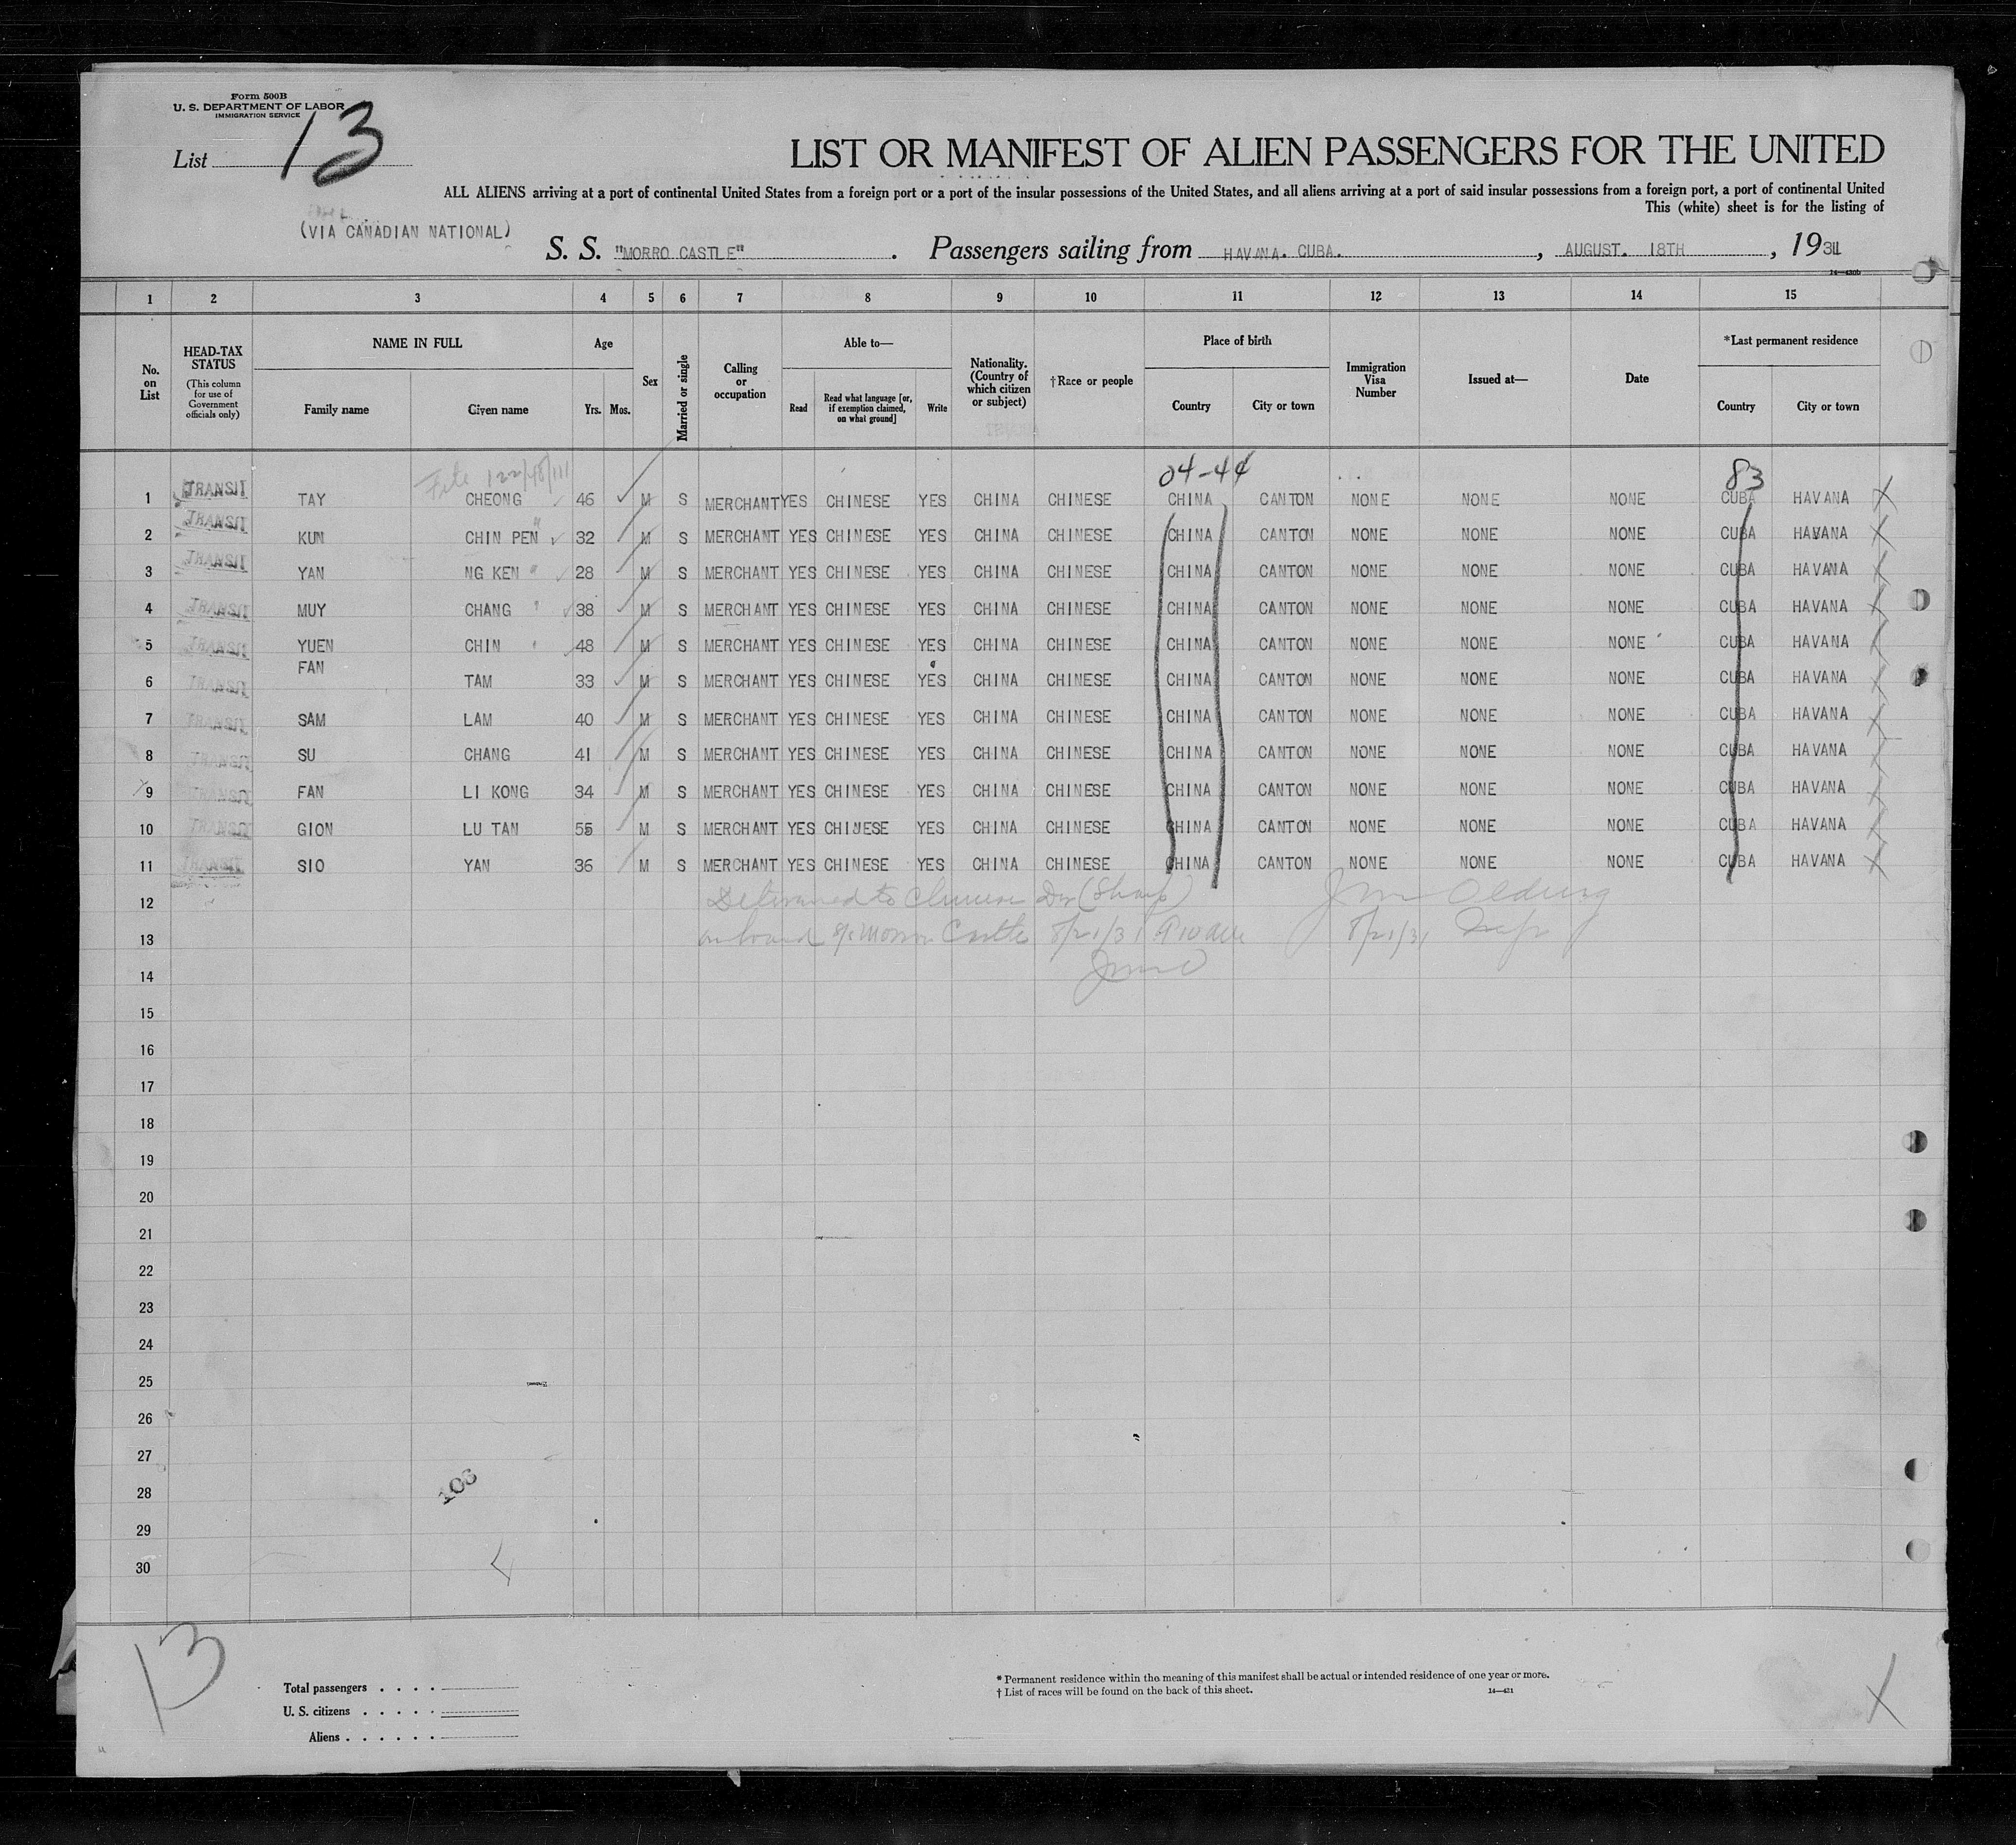 Form 500B
U. S. DEPARTMENT OF LABOR
IMMIGRATION SERVICE
List 13
LIST OR MANIFEST OF ALIEN PASSENGERS FOR THE UNITED
ALL ALIENS arriving at a port of continental United States from a foreign port or a port of the insular possessions of the United States, and all aliens arriving at a port of said insular possessions from a foreign port, a port of continental United
This (white) sheet is for the listing of
(VIA CANADIAN NATIONAL)
S. S. "MORRO CASTLE". Passengers sailing from HAVANA. CUBA., AUGUST. 18TH, 1931
1 2 3 4 5 6 7 8 9 10 11 12 13 14 15
No. on List
HEAD-TAX STATUS
(This column for use of Government officials only)
NAME IN FULL
Family name Given name
Age
Yrs. Mos.
Sex
Married or single
Calling or occupation
Able to—
Read
Read what language [or, if exemption claimed, on what ground]
Write
Nationality. (Country of which citizen or subject)
†Race or people
Place of birth
Country City or town
Immigration Visa Number
Issued at—
Date
*Last permanent residence
Country City or town
04-44 83
1 TRANSIT TAY CHEONG 46 M S MERCHANT YES CHINESE YES CHINA CHINESE CHINA CANTON NONE NONE NONE CUBA HAVANA
2 TRANSIT KUN CHIN PEN 32 M S MERCHANT YES CHINESE YES CHINA CHINESE CHINA CANTON NONE NONE NONE CUBA HAVANA
3 TRANSIT YAN NG KEN 28 M S MERCHANT YES CHINESE YES CHINA CHINESE CHINA CANTON NONE NONE NONE CUBA HAVANA
4 TRANSIT MUY CHANG 38 M S MERCHANT YES CHINESE YES CHINA CHINESE CHINA CANTON NONE NONE NONE CUBA HAVANA
5 TRANSIT YUEN CHIN 48 M S MERCHANT YES CHINESE YES CHINA CHINESE CHINA CANTON NONE NONE NONE CUBA HAVANA
6 TRANSIT FAN TAM 33 M S MERCHANT YES CHINESE YES CHINA CHINESE CHINA CANTON NONE NONE NONE CUBA HAVANA
7 TRANSIT SAM LAM 40 M S MERCHANT YES CHINESE YES CHINA CHINESE CHINA CANTON NONE NONE NONE CUBA HAVANA
8 TRANSIT SU CHANG 41 M S MERCHANT YES CHINESE YES CHINA CHINESE CHINA CANTON NONE NONE NONE CUBA HAVANA
9 TRANSIT FAN LI KONG 34 M S MERCHANT YES CHINESE YES CHINA CHINESE CHINA CANTON NONE NONE NONE CUBA HAVANA
10 TRANSIT GION LU TAN 55 M S MERCHANT YES CHINESE YES CHINA CHINESE CHINA CANTON NONE NONE NONE CUBA HAVANA
11 TRANSIT SIO YAN 36 M S MERCHANT YES CHINESE YES CHINA CHINESE CHINA CANTON NONE NONE NONE CUBA HAVANA
12 Delivered to Chinese Div (Sharp)
13 on board Morro Castle 8/21/31 8/21/31
14
15
16
17
18
19
20
21
22
23
24
25
26
27
28
103
29
30
13
Total passengers . . . .
U. S. citizens . . . . .
Aliens . . . . . .
* Permanent residence within the meaning of this manifest shall be actual or intended residence of one year or more.
† List of races will be found on the back of this sheet. 14—431